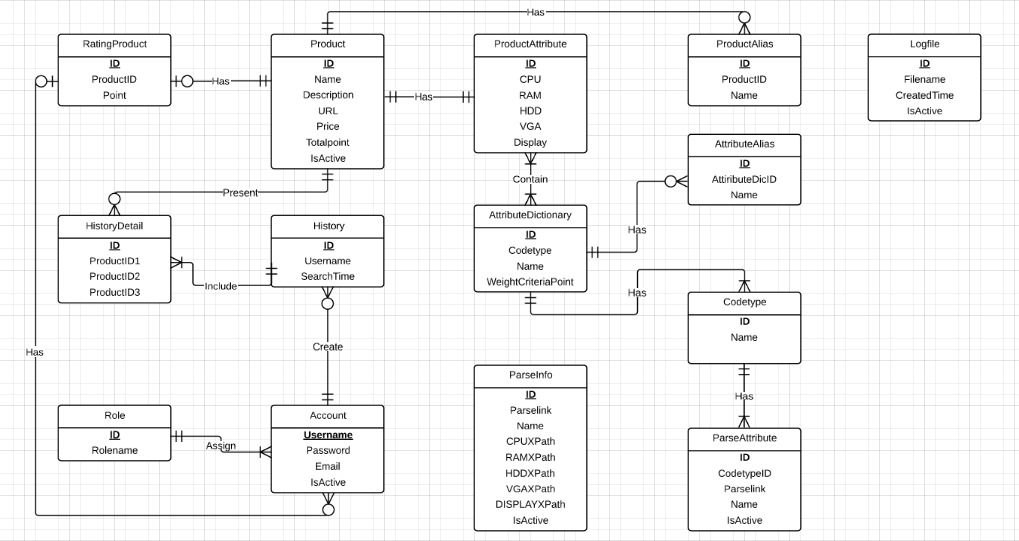 Has
RatingProduct
ID
ProductID
Point
Has
Product
ID
Name
Description
URL
Price
Totalpoint
IsActive
Has
ProductAttribute
ID
CPU
RAM
HDD
VGA
Display
ProductAlias
ID
ProductID
Name
Logfile
ID
Filename
CreatedTime
IsActive
AttributeAlias
ID
AttiributeDicID
Name
Contain
Present
HistoryDetail
ID
ProductID1
ProductID2
ProductID3
Include
History
ID
Username
SearchTime
AttributeDictionary
ID
Codetype
Name
WeightCriteriaPoint
Has
Has
Codetype
ID
Name
Has
Create
Has
Role
ID
Rolename
Assign
Account
Username
Password
Email
IsActive
ParseInfo
ID
Parselink
Name
CPUXPath
RAMXPath
HDDXPath
VGAXPath
DISPLAYXPath
IsActive
ParseAttribute
ID
CodetypeID
Parselink
Name
IsActive